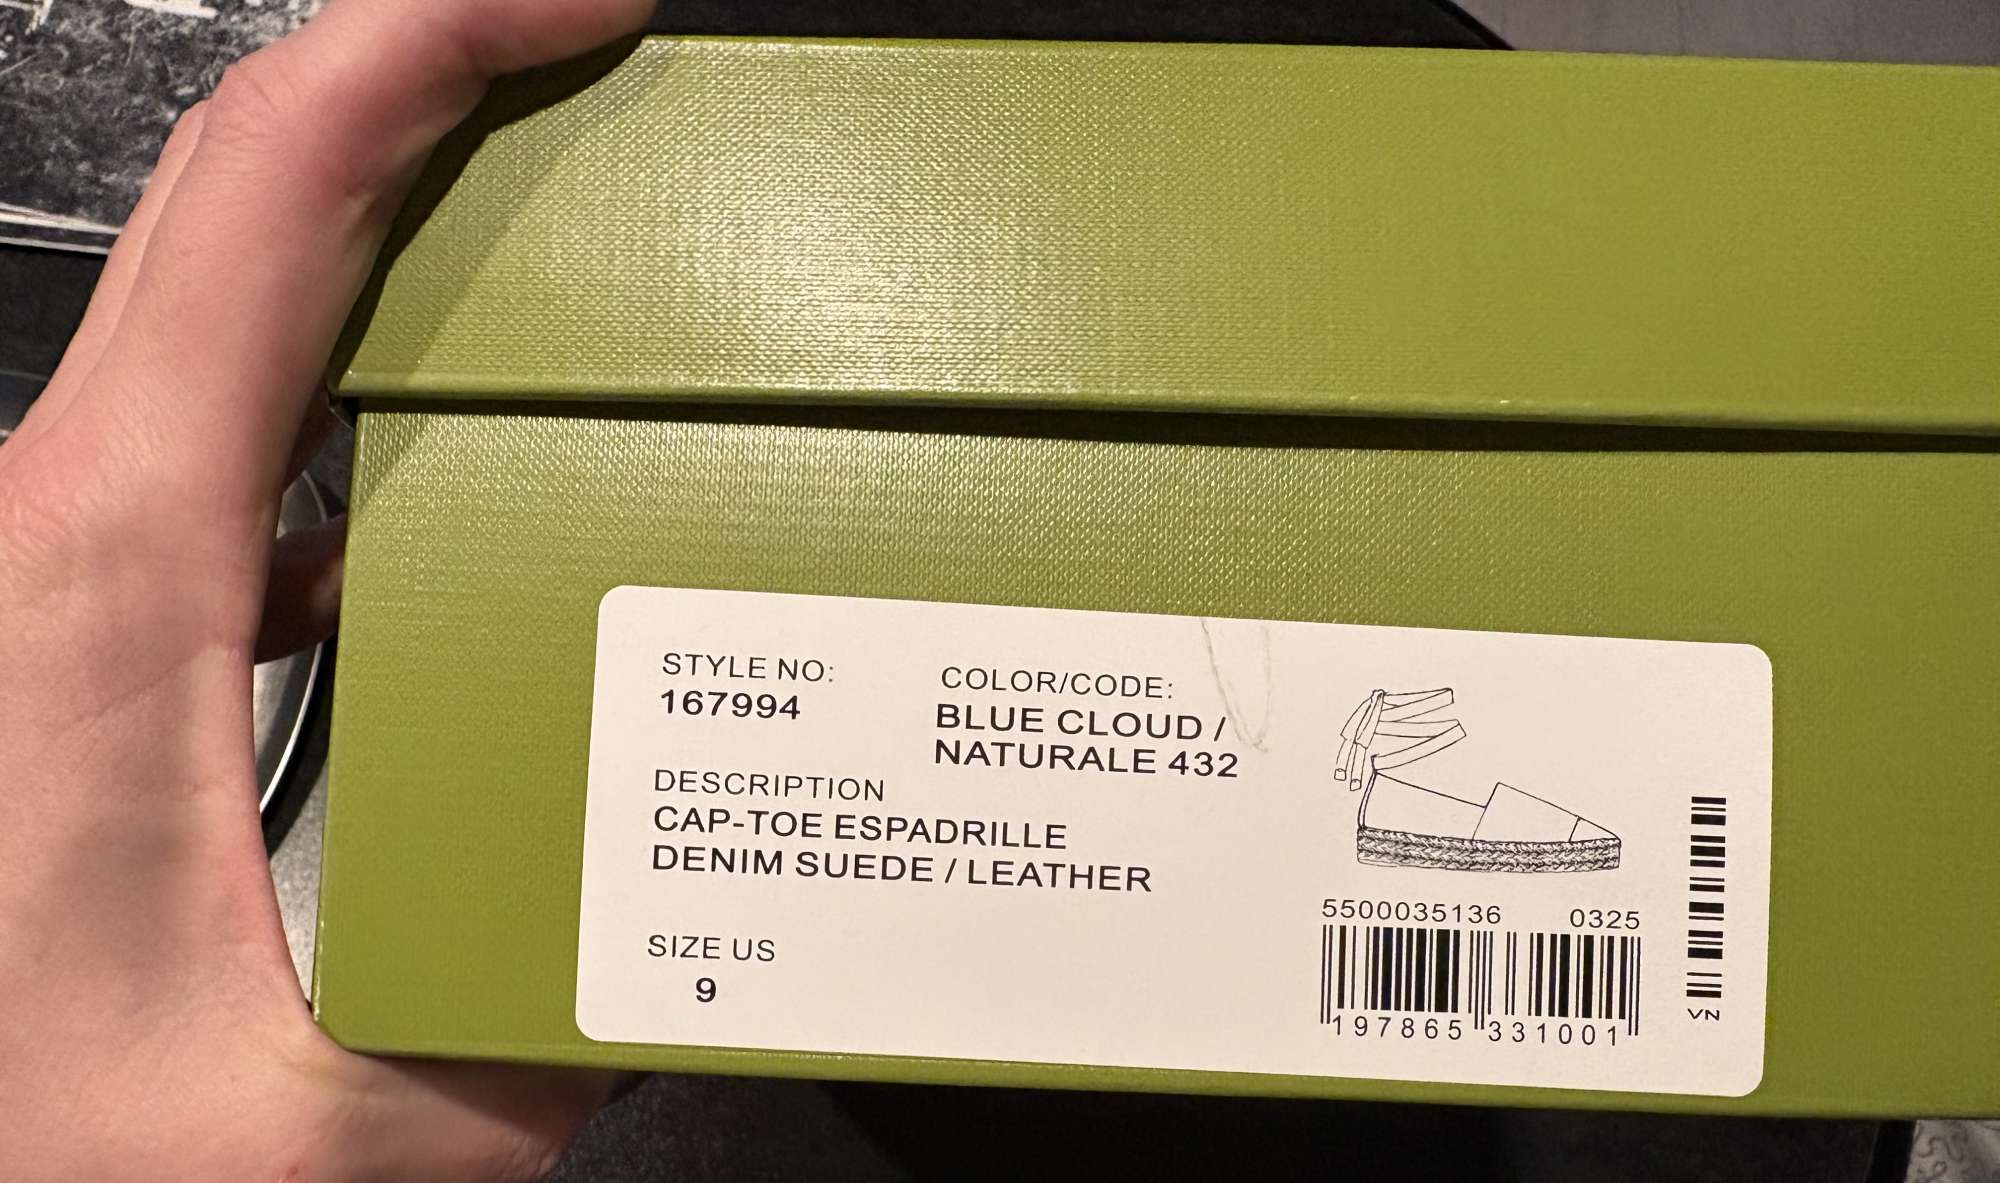 STYLE NO:
167994
COLOR/CODE:
BLUE CLOUD /
NATURALE 432
DESCRIPTION
CAP-TOE ESPADRILLE
DENIM SUEDE / LEATHER
SIZE US
9
5500035136 0325
197865 331001
VN